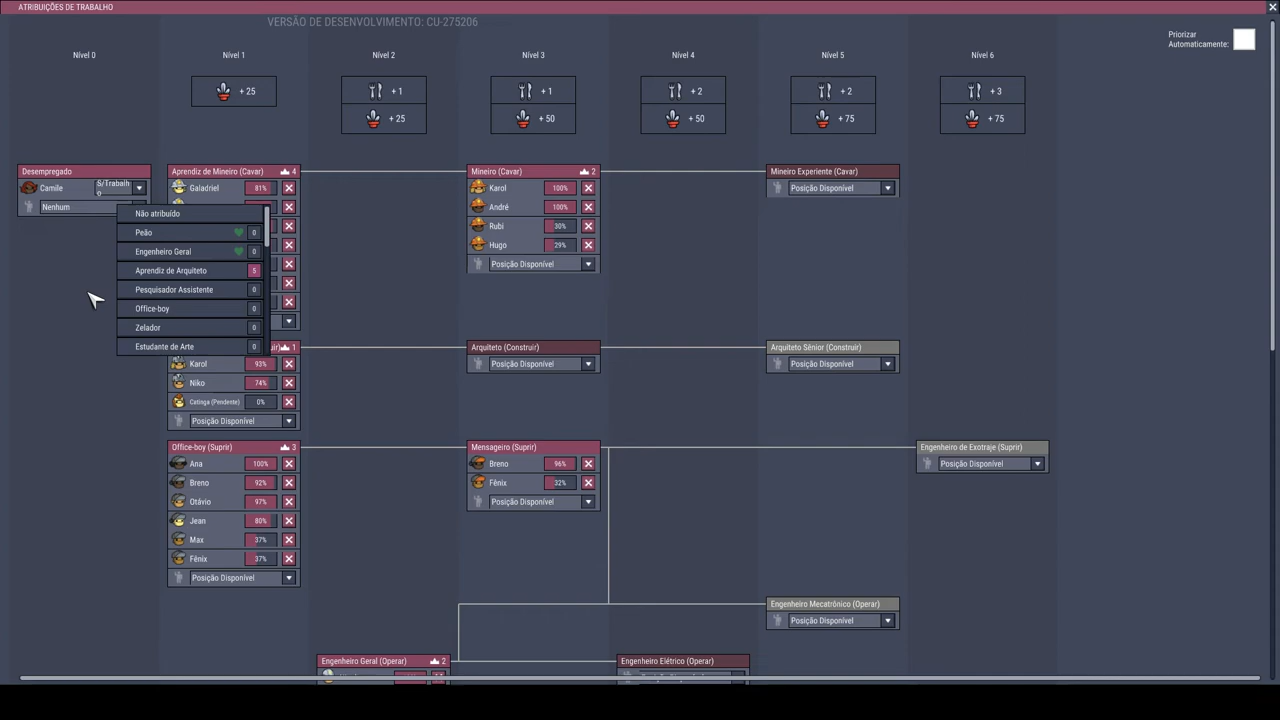 ATRIBUIÇÕES DE TRABALHO
VERSÃO DE DESENVOLVIMENTO: CU-275206
Priorizar
Automaticamente:
Nível 0
Nível 1
Nível 2
Nível 3
Nível 4
Nível 5
Nível 6
+ 25
+ 1
+ 25
+ 1
+ 50
+ 2
+ 50
+ 2
+ 75
+ 3
+ 75
Desempregado
Camile
S/Trabalh
o
Nenhum
Não atribuído
Peão 0
Engenheiro Geral 0
Aprendiz de Arquiteto 5
Pesquisador Assistente 0
Office-boy 0
Zelador 0
Estudante de Arte 0
Aprendiz de Mineiro (Cavar) 4
Galadriel 81%
Mineiro (Cavar) 2
Karol 100%
André 100%
Rubi 30%
Hugo 29%
Posição Disponível
Mineiro Experiente (Cavar)
Posição Disponível
1
Karol 93%
Niko 74%
Catinga (Pendente) 0%
Posição Disponível
Arquiteto (Construir)
Posição Disponível
Arquiteto Sênior (Construir)
Posição Disponível
Office-boy (Suprir) 3
Ana 100%
Breno 92%
Otávio 97%
Jean 80%
Max 37%
Fênix 37%
Posição Disponível
Mensageiro (Suprir)
Breno 96%
Fênix 32%
Posição Disponível
Engenheiro de Exotraje (Suprir)
Posição Disponível
Engenheiro Mecatrônico (Operar)
Posição Disponível
Engenheiro Geral (Operar) 2
Engenheiro Elétrico (Operar)